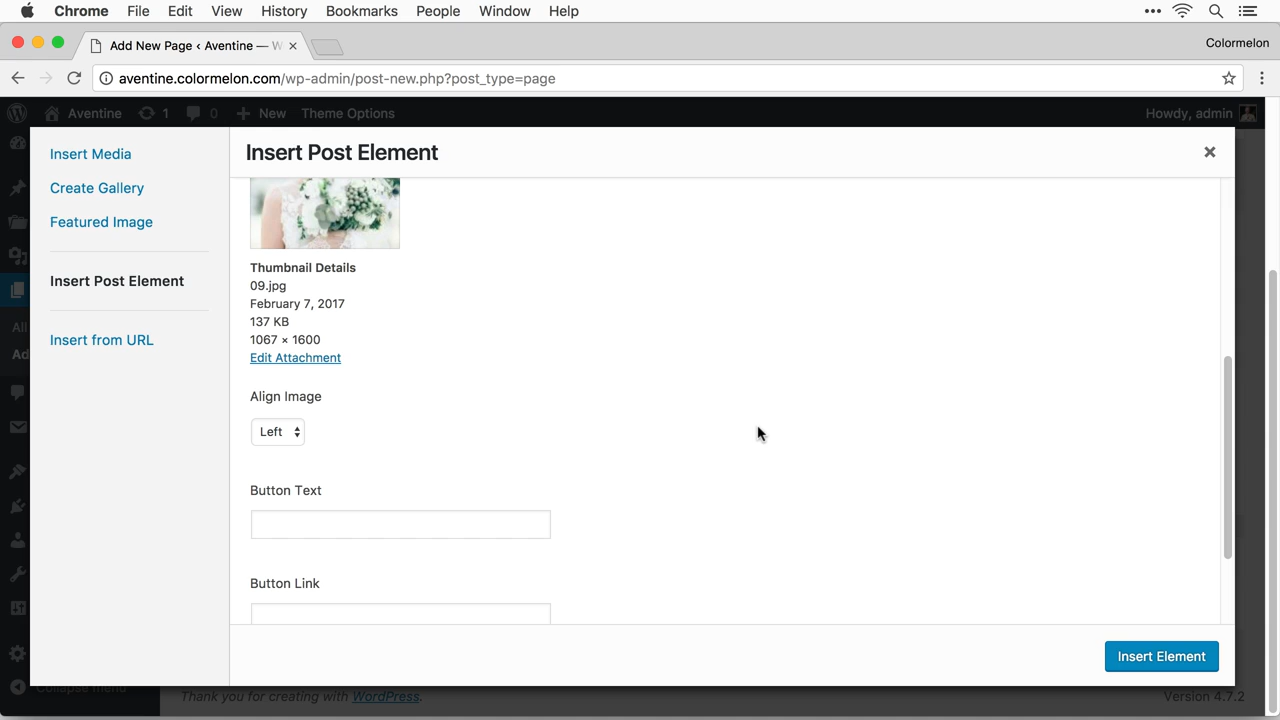 Chrome File Edit View History Bookmarks People Window Help
Add New Page ‹ Aventine — W
Colormelon
aventine.colormelon.com/wp-admin/post-new.php?post_type=page
Aventine 1 0 New Theme Options Howdy, admin
Insert Media
Create Gallery
Featured Image
Insert Post Element
Insert from URL
All
Ad
Collapse menu
Insert Post Element
Thumbnail Details
09.jpg
February 7, 2017
137 KB
1067 × 1600
Edit Attachment
Align Image
Left
Button Text
Button Link
Insert Element
Thank you for creating with WordPress.
Version 4.7.2